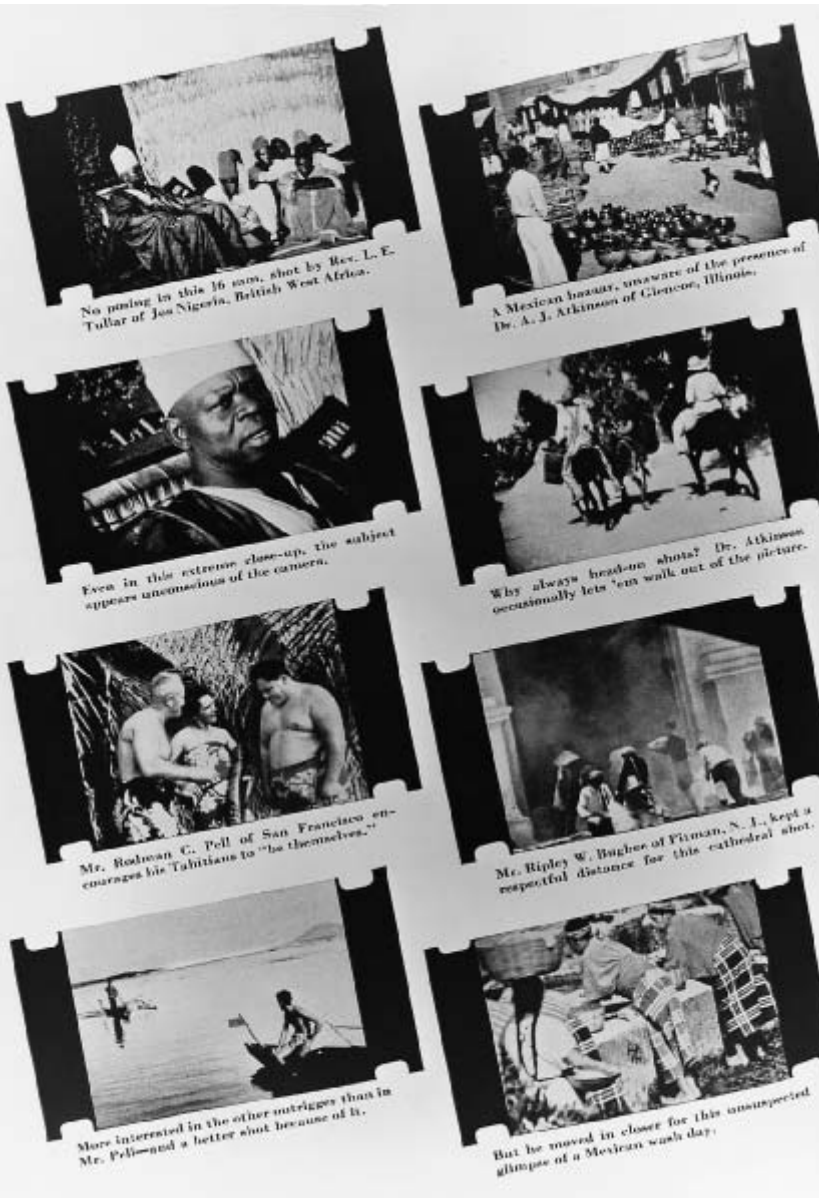 No posing in this 16 mm. shot by Rev. L. E.
Tullar of Jos Nigeria, British West Africa.
Even in this extreme close-up, the subject
appears unconscious of the camera.
Mr. Rodman C. Pell of San Francisco en-
courages his Tahitians to "be themselves."
More interested in the other outrigger than in
Mr. Pell—and a better shot because of it.
A Mexican bazaar, unaware of the presence of
Dr. A. J. Atkinson of Glencoe, Illinois.
Why always head-on shots? Dr. Atkinson
occasionally lets 'em walk out of the picture.
Mr. Ripley W. Bugbee of Pitman, N. J., kept a
respectful distance for this cathedral shot.
But he moved in closer for this unsuspected
glimpse of a Mexican wash day.